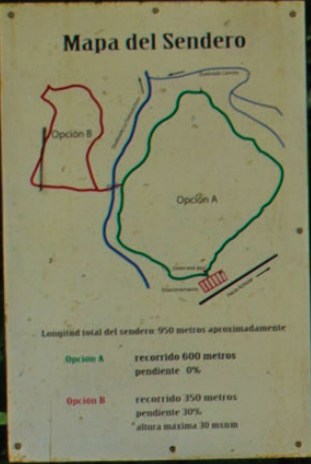 Mapa del Sendero
Opción B
Opción A
Estacionamiento
Longitud total del sendero: 950 metros aproximadamente
Opción A recorrido 600 metros
pendiente 0%
Opción B recorrido 350 metros
pendiente 30%
altura máxima 30 msnm